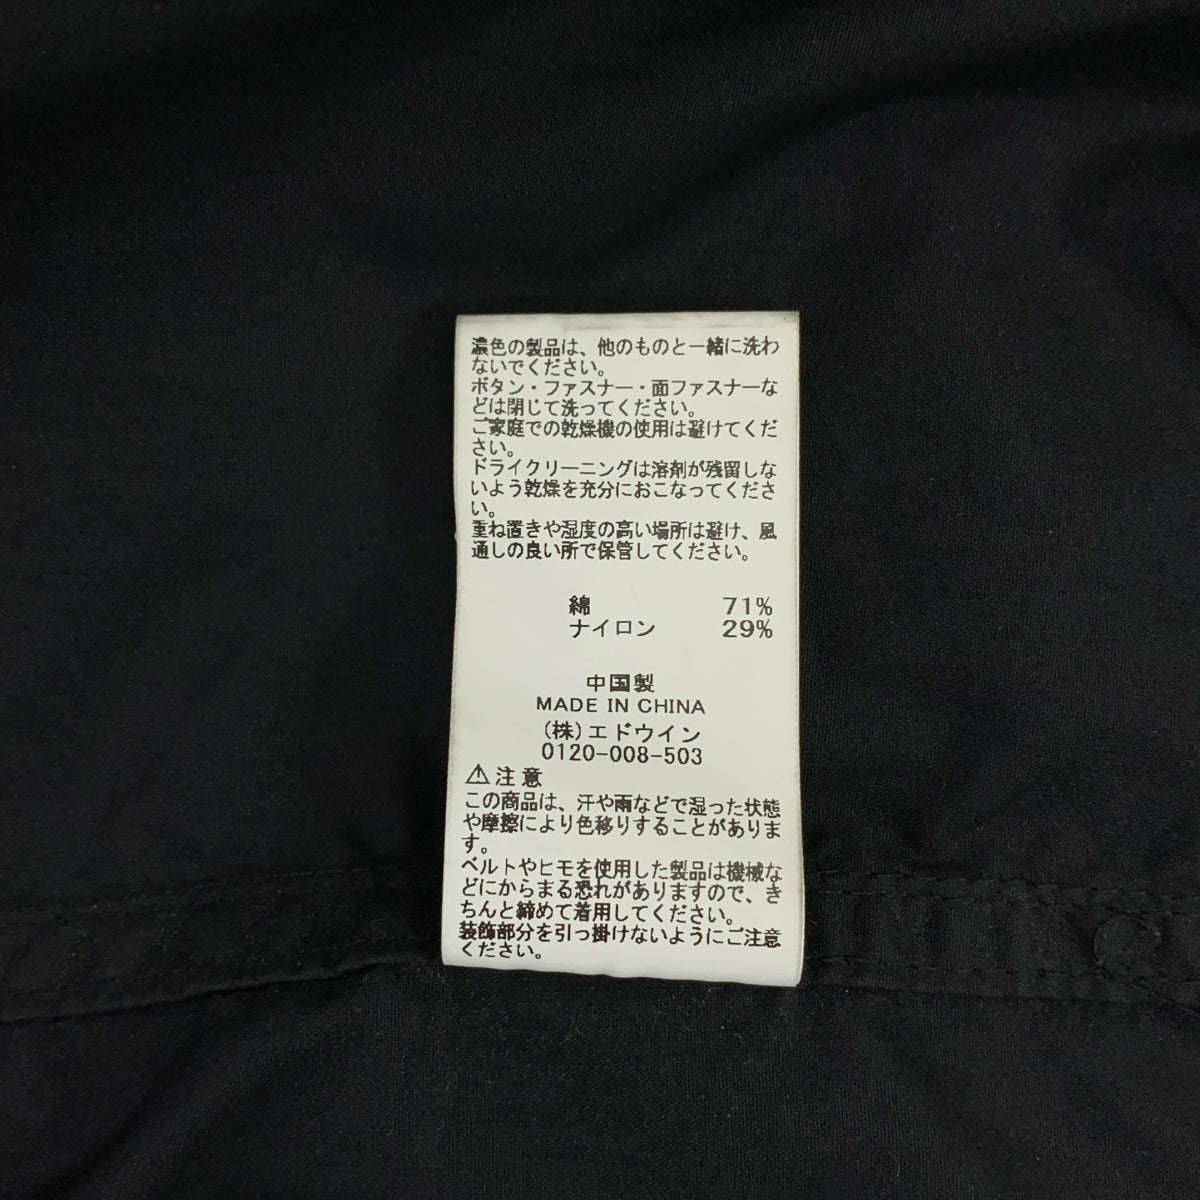 濃色の製品は、他のものと一緒に洗わ
ないでください。
ボタン・ファスナー・面ファスナーな
どは閉じて洗ってください。
ご家庭での乾燥機の使用は避けてくだ
さい。
ドライクリーニングは溶剤が残留しな
いよう乾燥を充分におこなってくださ
い。
重ね置きや湿度の高い場所は避け、風
通しの良い所で保管してください。
綿 71%
ナイロン 29%
中国製
MADE IN CHINA
(株)エドウイン
0120-008-503
⚠注意
この商品は、汗や雨などで湿った状態
や摩擦により色移りすることがありま
す。
ベルトやヒモを使用した製品は機械な
どにからまる恐れがありますので、き
ちんと締めて着用してください。
装飾部分を引っ掛けないようにご注意
ください。